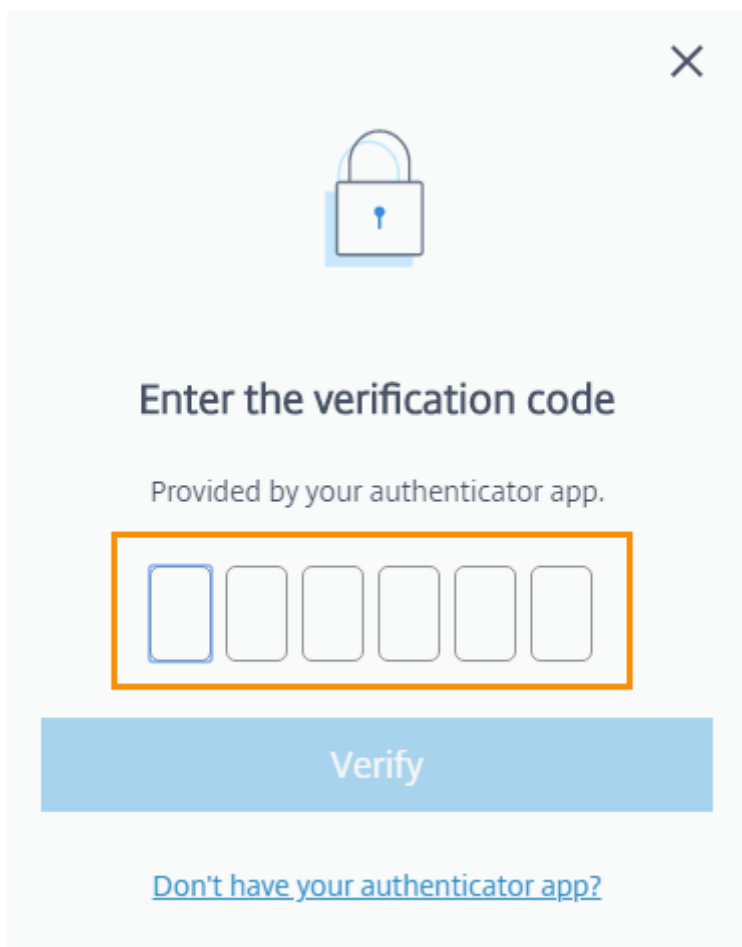 Enter the verification code
Provided by your authenticator app.
Verify
Don't have your authenticator app?